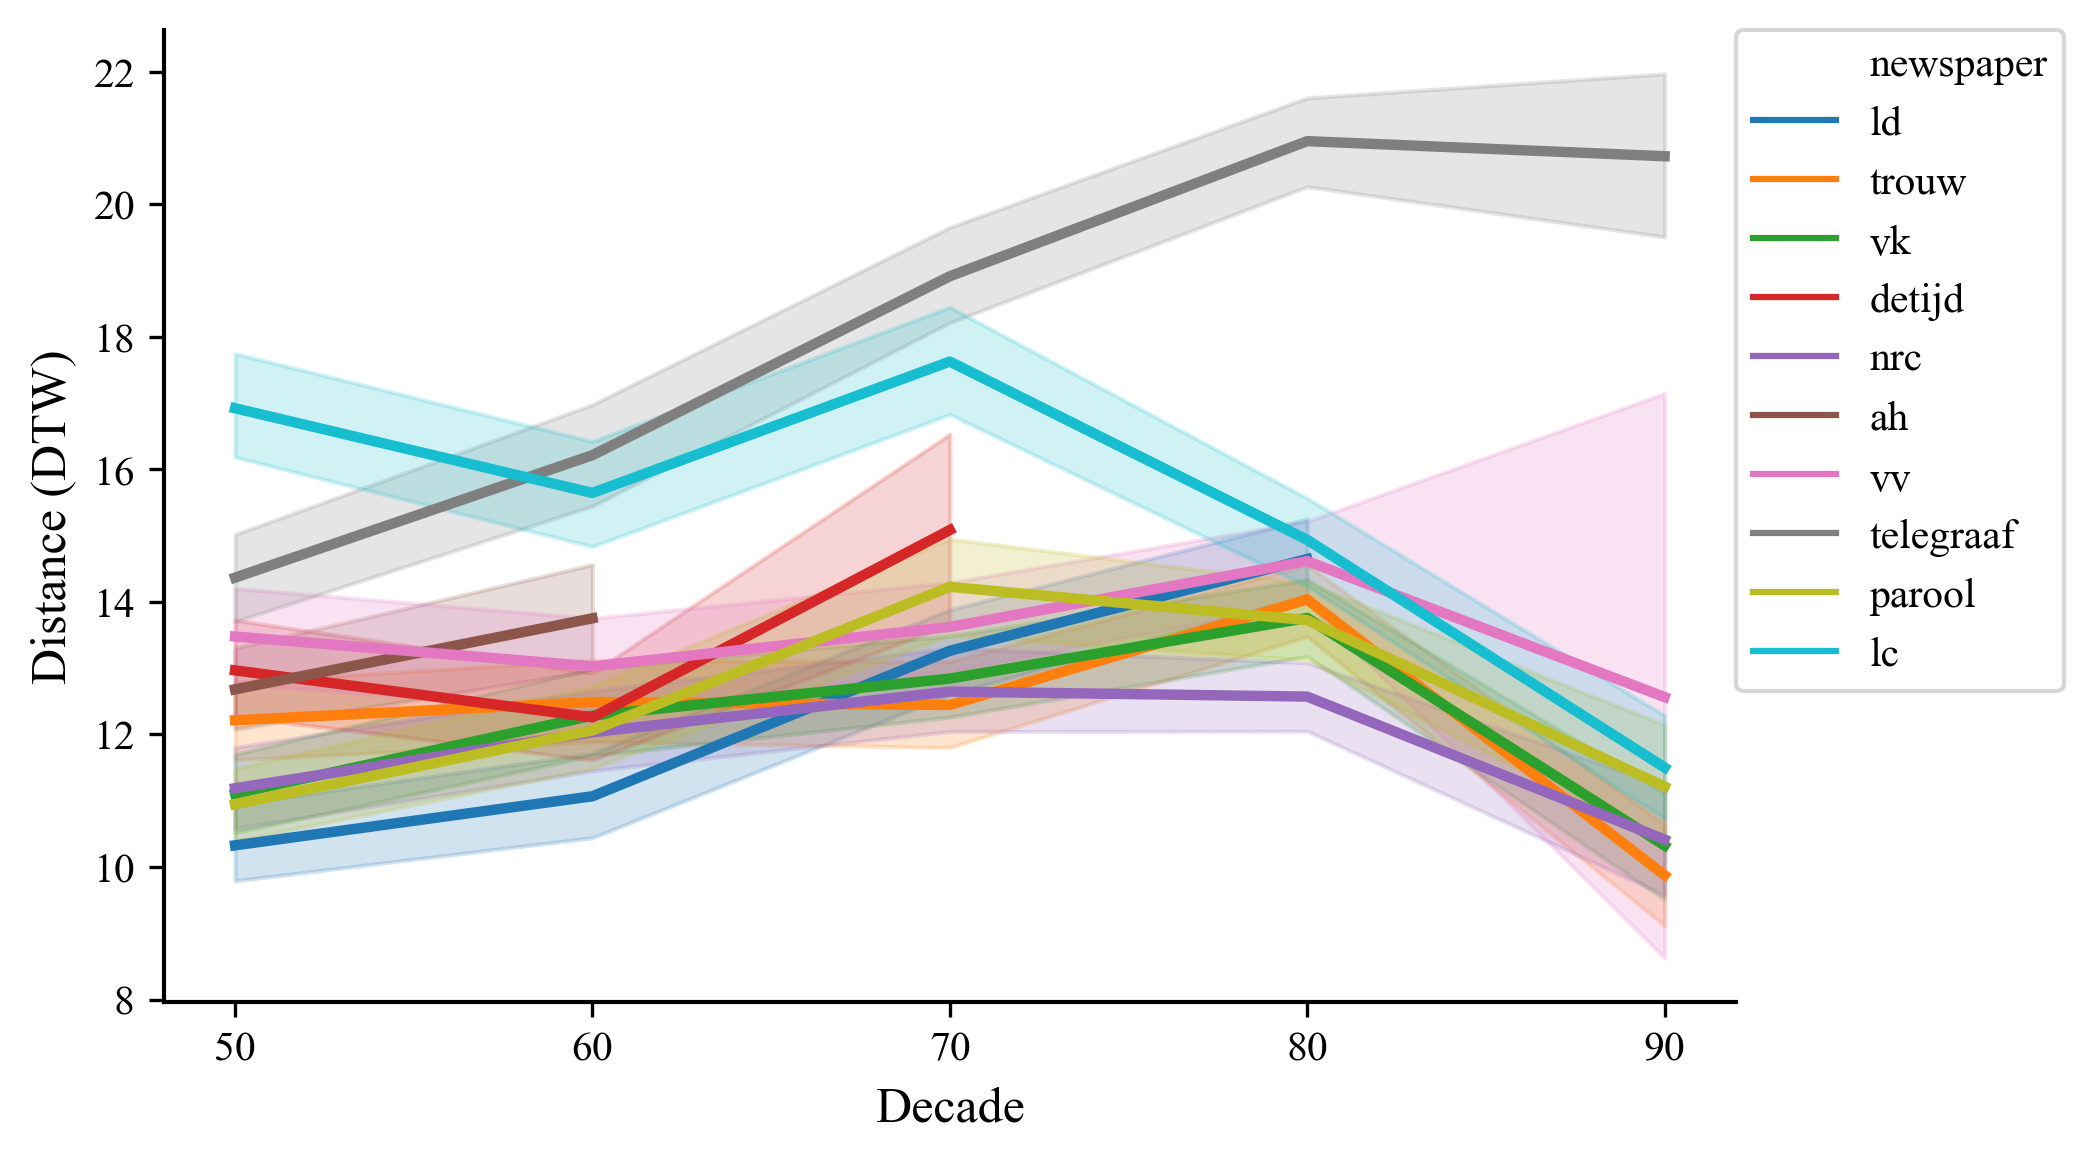 22
20
18
16
14
12
10
8
Distance (DTW)
50 60 70 80 90
Decade
newspaper
ld
trouw
vk
detijd
nrc
ah
vv
telegraaf
parool
lc